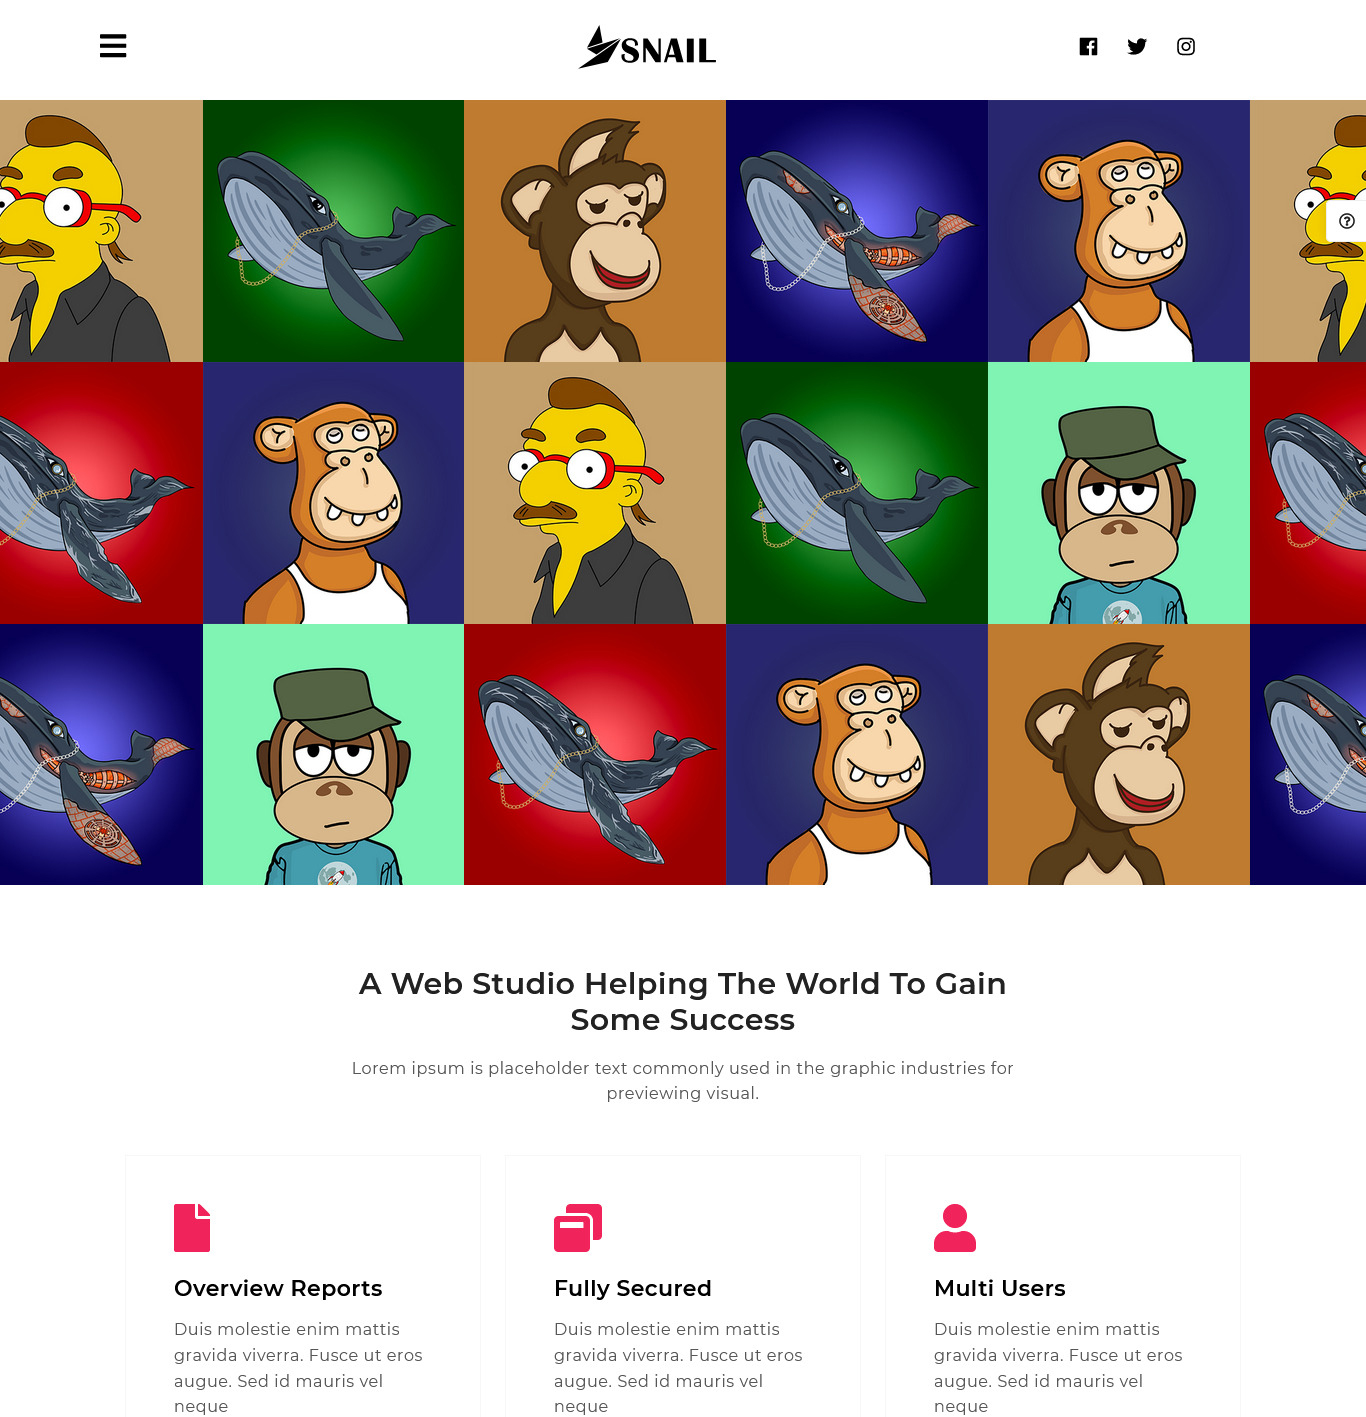 SNAIL
A Web Studio Helping The World To Gain
Some Success
Lorem ipsum is placeholder text commonly used in the graphic industries for
previewing visual.
Overview Reports
Duis molestie enim mattis
gravida viverra. Fusce ut eros
augue. Sed id mauris vel
neque
Fully Secured
Duis molestie enim mattis
gravida viverra. Fusce ut eros
augue. Sed id mauris vel
neque
Multi Users
Duis molestie enim mattis
gravida viverra. Fusce ut eros
augue. Sed id mauris vel
neque